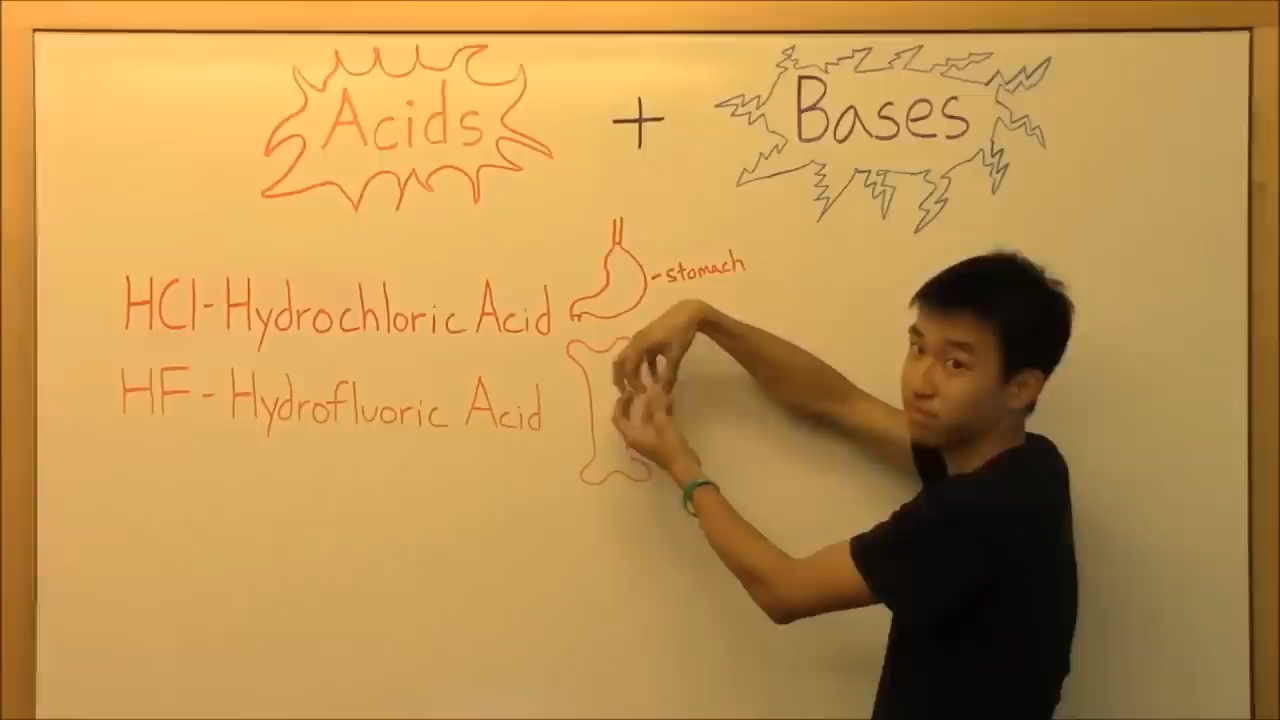 Acids + Bases
HCl-Hydrochloric Acid -stomach
HF - Hydrofluoric Acid